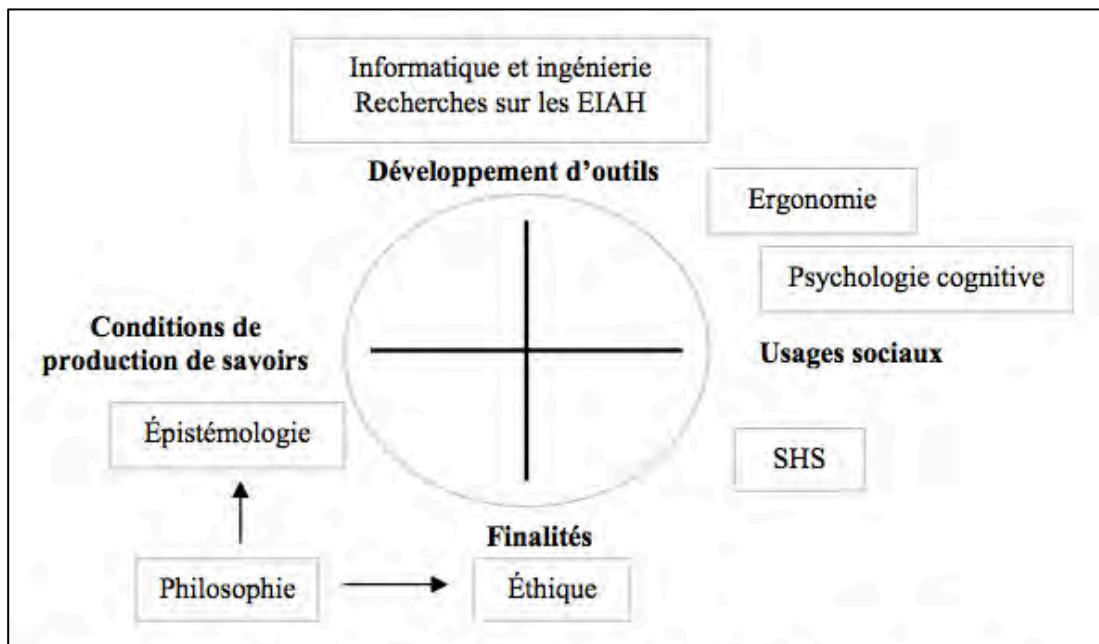 Informatique et ingénierie
Recherches sur les EIAH
Développement d'outils
Ergonomie
Psychologie cognitive
Conditions de
production de savoirs
Usages sociaux
Épistémologie
SHS
Finalités
Philosophie
Éthique